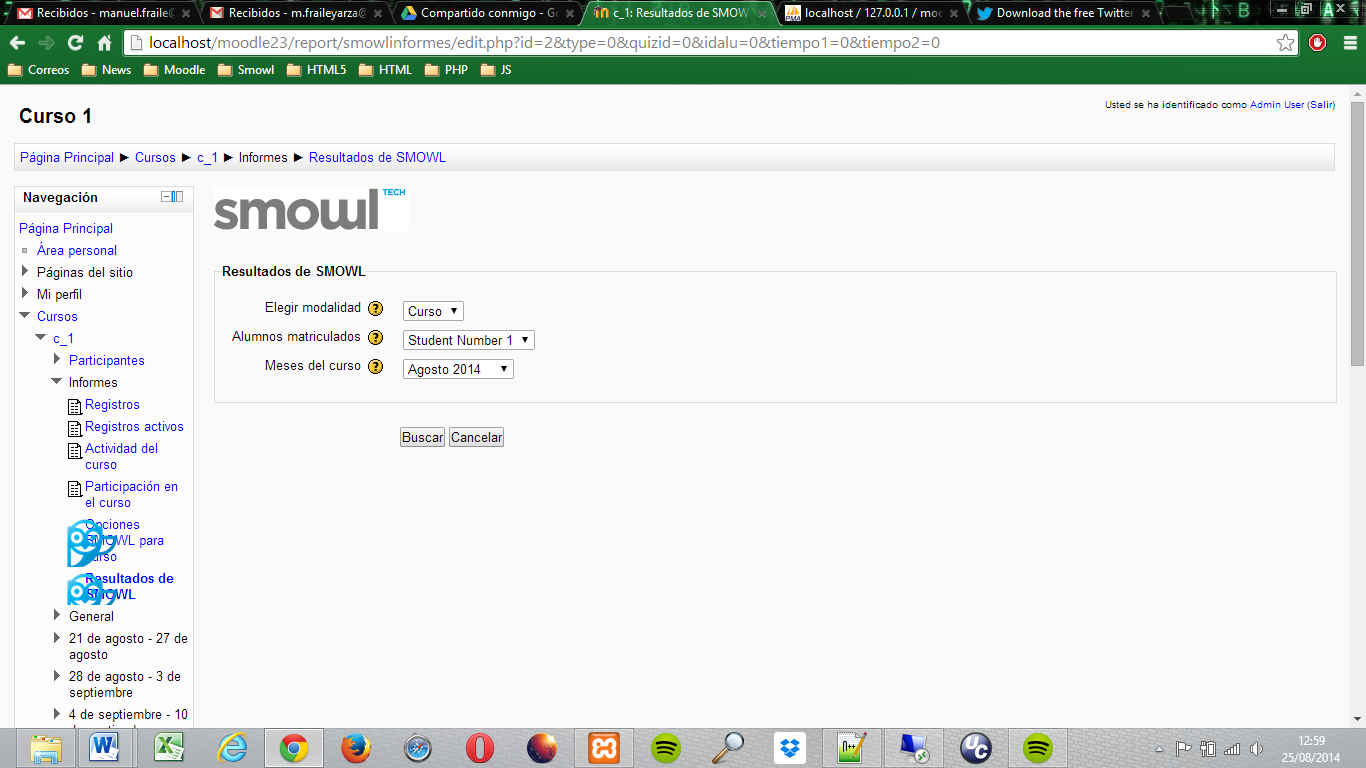 Recibidos - manuel.fraile@
Recibidos - m.fraileyarza@
Compartido conmigo - Go
c_1: Resultados de SMOW
localhost / 127.0.0.1 / moo
Download the free Twitter
localhost/moodle23/report/smowlinformes/edit.php?id=2&type=0&quizid=0&idalu=0&tiempo1=0&tiempo2=0
Correos News Moodle Smowl HTML5 HTML PHP JS
Curso 1
Usted se ha identificado como Admin User (Salir)
Página Principal ► Cursos ► c_1 ► Informes ► Resultados de SMOWL
Navegación
Página Principal
Área personal
Páginas del sitio
Mi perfil
Cursos
c_1
Participantes
Informes
Registros
Registros activos
Actividad del
curso
Participación en
el curso
Opciones
SMOWL para
curso
Resultados de
SMOWL
General
21 de agosto - 27 de
agosto
28 de agosto - 3 de
septiembre
4 de septiembre - 10
smowl TECH
Resultados de SMOWL
Elegir modalidad ? Curso
Alumnos matriculados ? Student Number 1
Meses del curso ? Agosto 2014
Buscar Cancelar
12:59
25/08/2014